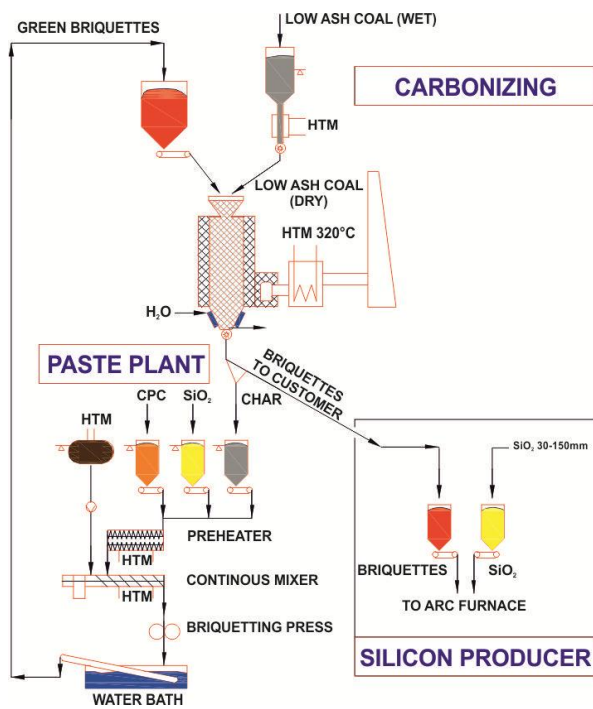 LOW ASH COAL (WET)
GREEN BRIQUETTES
CARBONIZING
HTM
LOW ASH COAL
(DRY)
HTM 320°C
H₂O
PASTE PLANT
BRIQUETTES
TO CUSTOMER
CPC
SiO₂
CHAR
HTM
SiO₂ 30-150mm
PREHEATER
HTM
CONTINOUS MIXER
HTM
BRIQUETTES
SiO₂
TO ARC FURNACE
BRIQUETTING PRESS
SILICON PRODUCER
WATER BATH